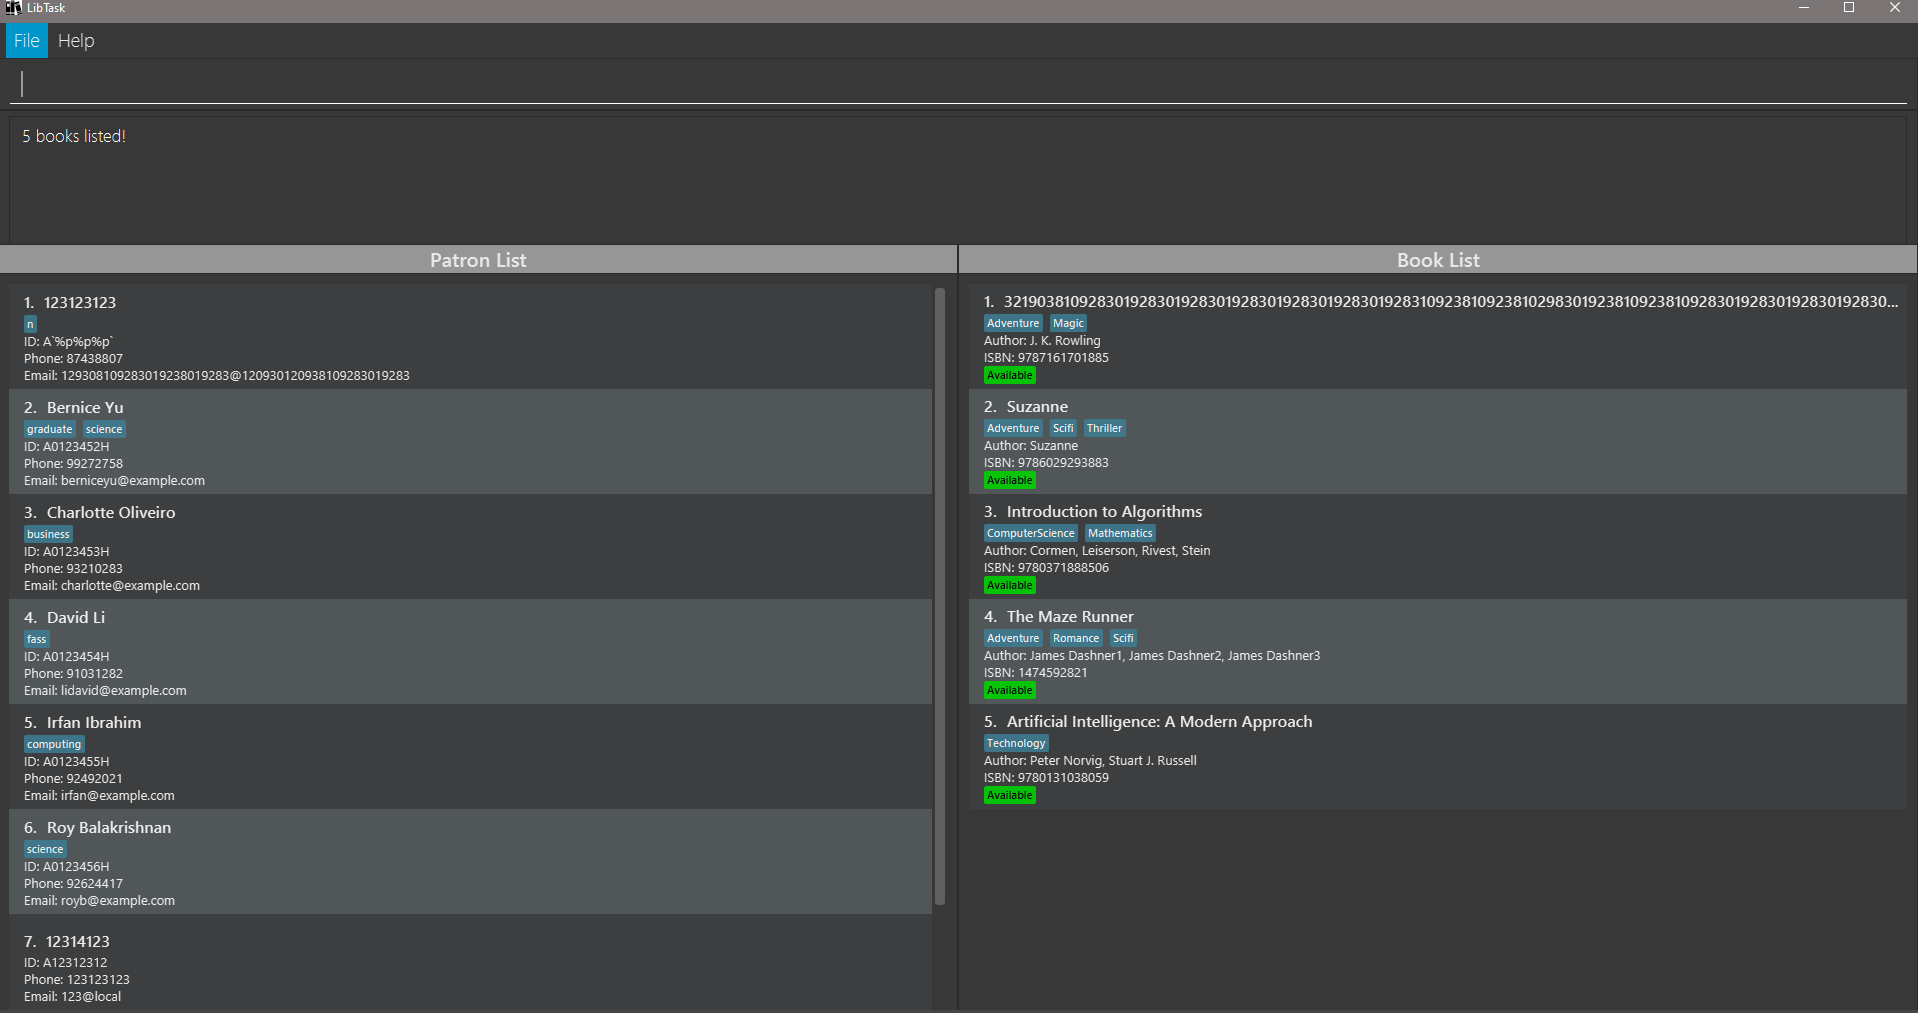 LibTask
File Help
5 books listed!
Patron List
1. 123123123
n
ID: A`%p%p%p`
Phone: 87438807
Email: 129308109283019238019283@120930120938109283019283
2. Bernice Yu
graduate science
ID: A0123452H
Phone: 99272758
Email: berniceyu@example.com
3. Charlotte Oliveiro
business
ID: A0123453H
Phone: 93210283
Email: charlotte@example.com
4. David Li
fass
ID: A0123454H
Phone: 91031282
Email: lidavid@example.com
5. Irfan Ibrahim
computing
ID: A0123455H
Phone: 92492021
Email: irfan@example.com
6. Roy Balakrishnan
science
ID: A0123456H
Phone: 92624417
Email: royb@example.com
7. 12314123
ID: A12312312
Phone: 123123123
Email: 123@local
Book List
1. 32190381092830192830192830192830192830192830192831092381092381029830192381092381092830192830192830192830...
Adventure Magic
Author: J. K. Rowling
ISBN: 9787161701885
Available
2. Suzanne
Adventure Scifi Thriller
Author: Suzanne
ISBN: 9786029293883
Available
3. Introduction to Algorithms
ComputerScience Mathematics
Author: Cormen, Leiserson, Rivest, Stein
ISBN: 9780371888506
Available
4. The Maze Runner
Adventure Romance Scifi
Author: James Dashner1, James Dashner2, James Dashner3
ISBN: 1474592821
Available
5. Artificial Intelligence: A Modern Approach
Technology
Author: Peter Norvig, Stuart J. Russell
ISBN: 9780131038059
Available